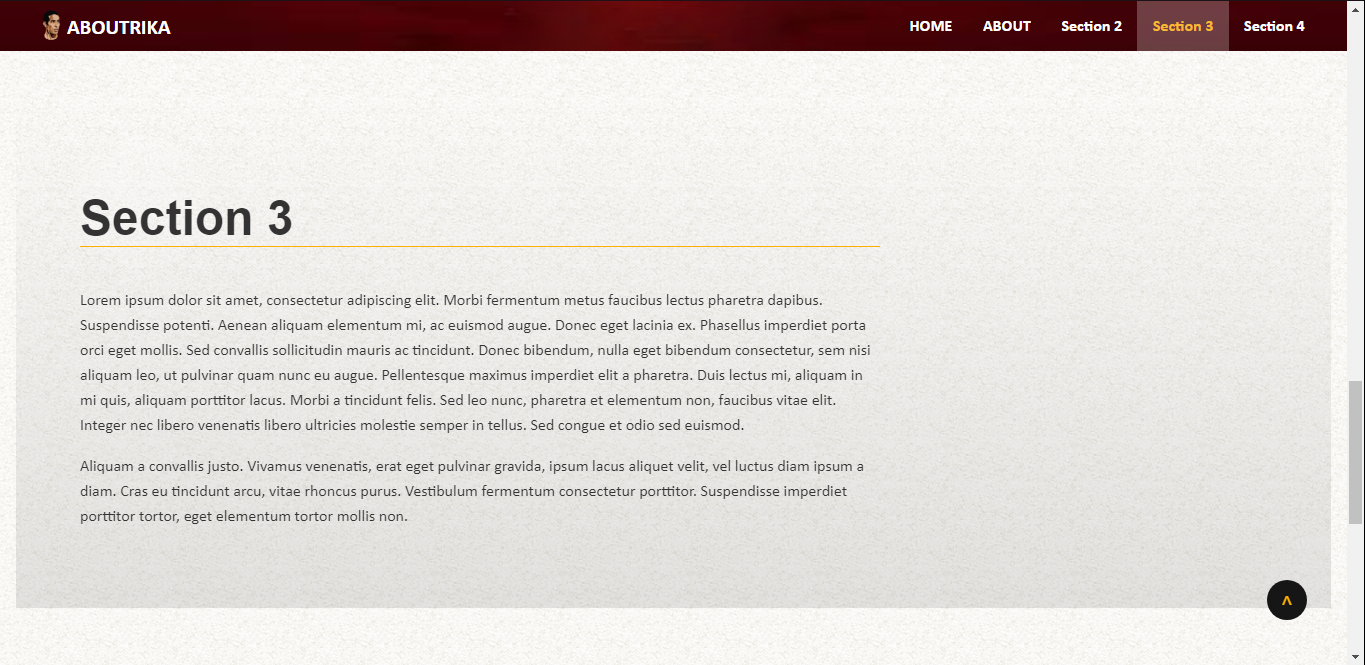 ABOUTRIKA
HOME
ABOUT
Section 2
Section 3
Section 4
Section 3
Lorem ipsum dolor sit amet, consectetur adipiscing elit. Morbi fermentum metus faucibus lectus pharetra dapibus.
Suspendisse potenti. Aenean aliquam elementum mi, ac euismod augue. Donec eget lacinia ex. Phasellus imperdiet porta
orci eget mollis. Sed convallis sollicitudin mauris ac tincidunt. Donec bibendum, nulla eget bibendum consectetur, sem nisi
aliquam leo, ut pulvinar quam nunc eu augue. Pellentesque maximus imperdiet elit a pharetra. Duis lectus mi, aliquam in
mi quis, aliquam porttitor lacus. Morbi a tincidunt felis. Sed leo nunc, pharetra et elementum non, faucibus vitae elit.
Integer nec libero venenatis libero ultricies molestie semper in tellus. Sed congue et odio sed euismod.
Aliquam a convallis justo. Vivamus venenatis, erat eget pulvinar gravida, ipsum lacus aliquet velit, vel luctus diam ipsum a
diam. Cras eu tincidunt arcu, vitae rhoncus purus. Vestibulum fermentum consectetur porttitor. Suspendisse imperdiet
porttitor tortor, eget elementum tortor mollis non.
^